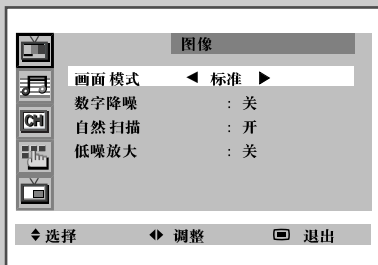 图像
画面模式 ◀ 标准 ▶
数字降噪 : 关
自然扫描 : 开
CH
低噪放大 : 关
选择 调整 退出